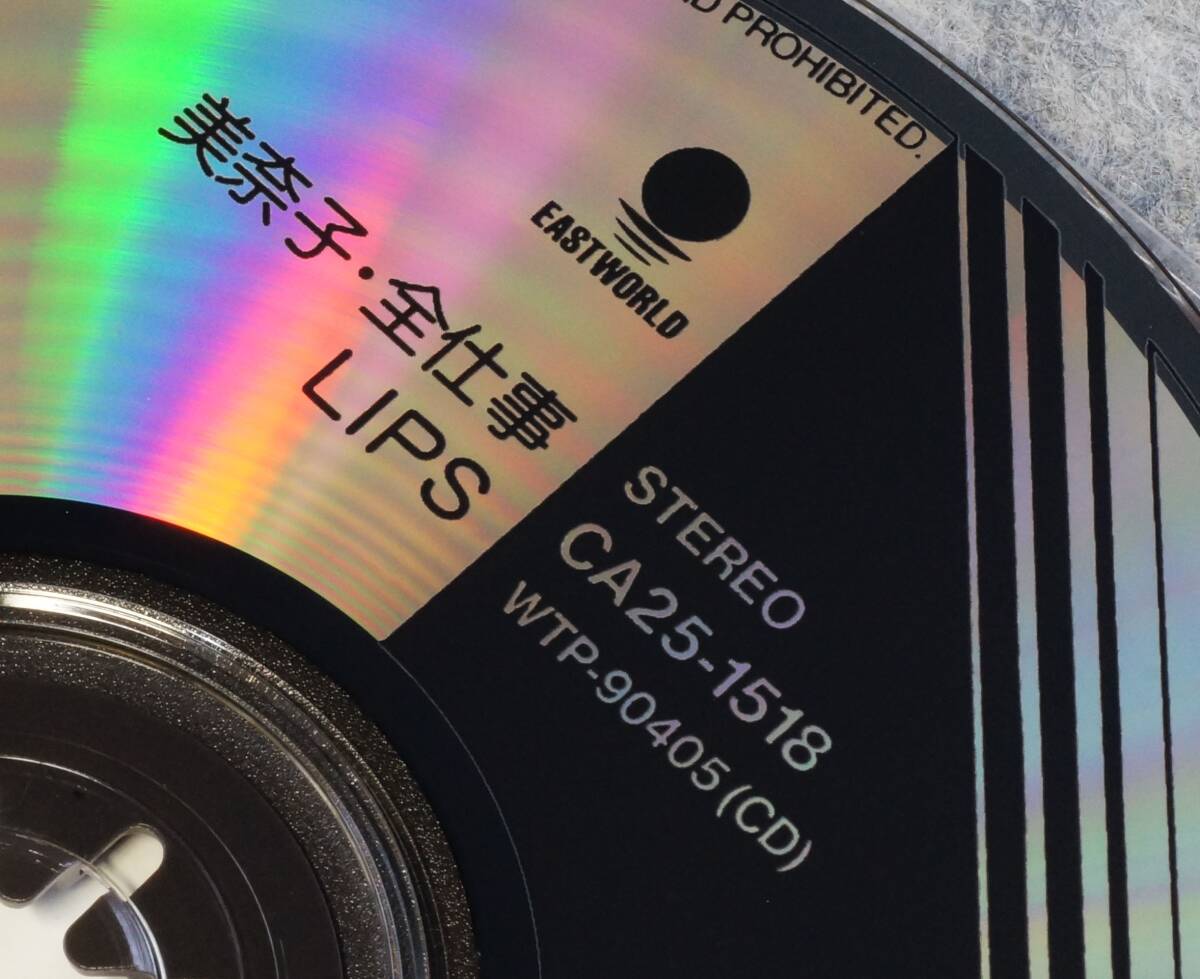 PROHIBITED.
EASTWORLD
美奈子・全仕事
LIPS
STEREO
CA25-1518
WTP-90405 (CD)